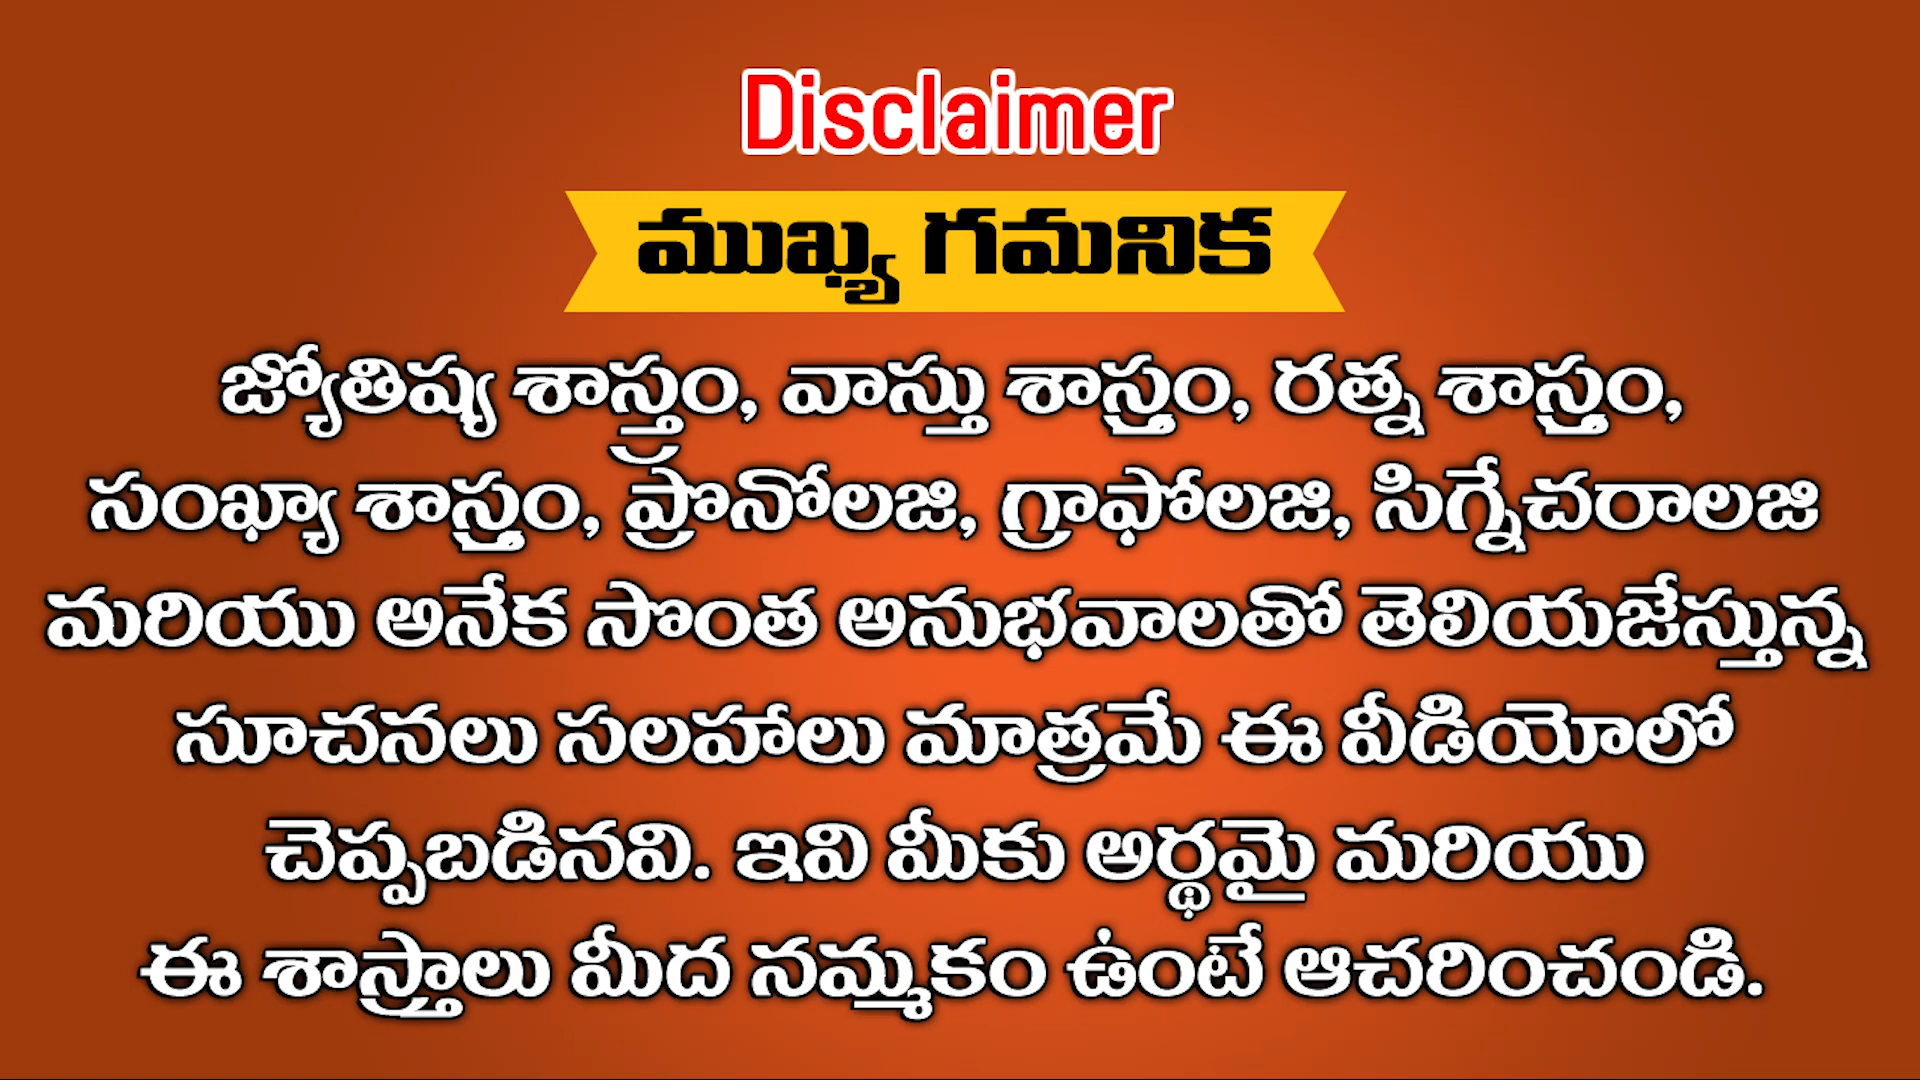 Disclaimer
ముఖ్య గమనిక
జ్యోతిష్య శాస్త్రం, వాస్తు శాస్త్రం, రత్న శాస్త్రం,
సంఖ్యా శాస్త్రం, ప్రొనోలజి, గ్రాఫోలజి, సిగ్నేచరాలజి
మరియు అనేక సొంత అనుభవాలతో తెలియజేస్తున్న
సూచనలు సలహాలు మాత్రమే ఈ వీడియోలో
చెప్పబడినవి. ఇవి మీకు అర్థమై మరియు
ఈ శాస్త్రాలు మీద నమ్మకం ఉంటే ఆచరించండి.